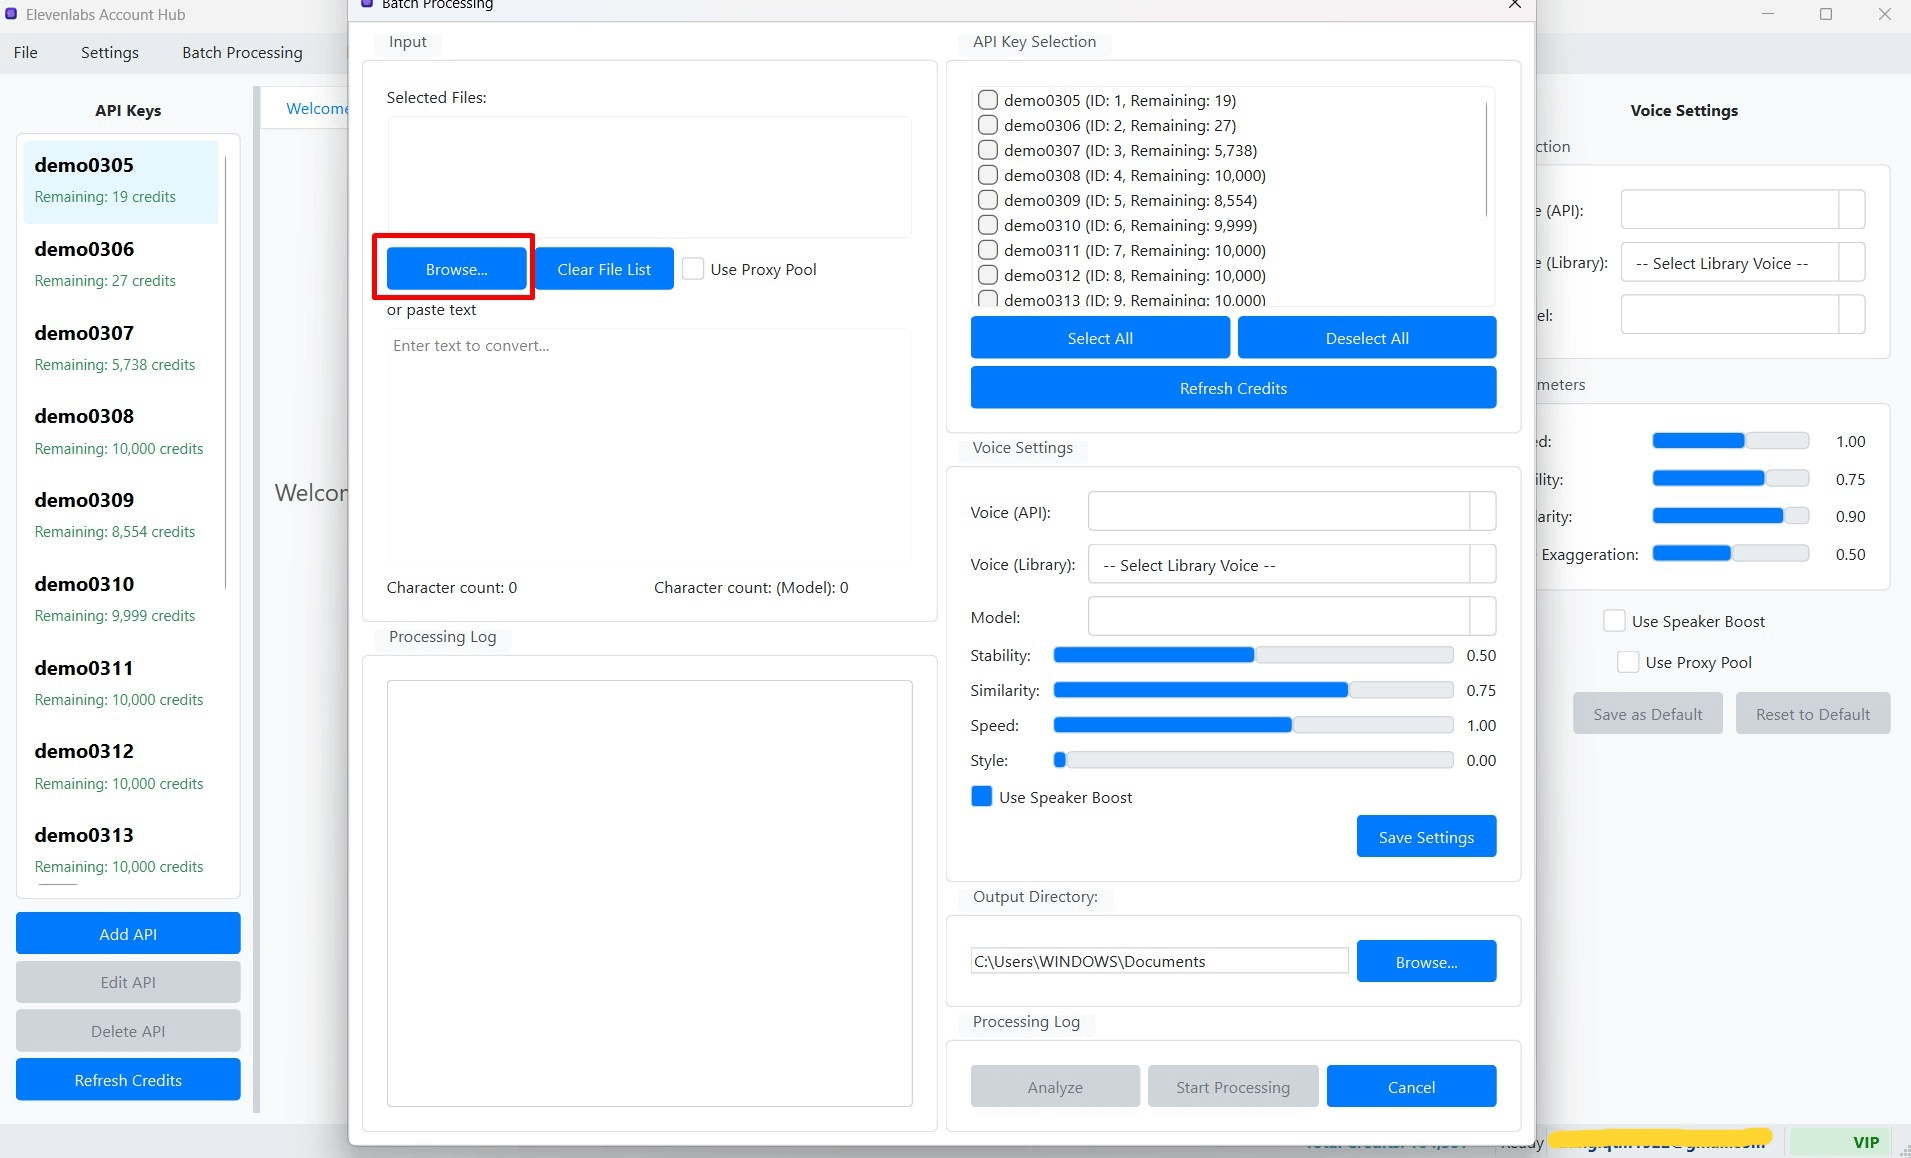 Elevenlabs Account Hub
File
Settings
Batch Processing
API Keys
demo0305
Remaining: 19 credits
demo0306
Remaining: 27 credits
demo0307
Remaining: 5,738 credits
demo0308
Remaining: 10,000 credits
demo0309
Remaining: 8,554 credits
demo0310
Remaining: 9,999 credits
demo0311
Remaining: 10,000 credits
demo0312
Remaining: 10,000 credits
demo0313
Remaining: 10,000 credits
Add API
Edit API
Delete API
Refresh Credits
Welcome
Welcor
Batch Processing
Input
Selected Files:
Browse...
Clear File List
Use Proxy Pool
or paste text
Enter text to convert...
Character count: 0
Character count: (Model): 0
Processing Log
API Key Selection
demo0305 (ID: 1, Remaining: 19)
demo0306 (ID: 2, Remaining: 27)
demo0307 (ID: 3, Remaining: 5,738)
demo0308 (ID: 4, Remaining: 10,000)
demo0309 (ID: 5, Remaining: 8,554)
demo0310 (ID: 6, Remaining: 9,999)
demo0311 (ID: 7, Remaining: 10,000)
demo0312 (ID: 8, Remaining: 10,000)
demo0313 (ID: 9, Remaining: 10,000)
Select All
Deselect All
Refresh Credits
Voice Settings
Voice (API):
Voice (Library):
-- Select Library Voice --
Model:
Stability:
0.50
Similarity:
0.75
Speed:
1.00
Style:
0.00
Use Speaker Boost
Save Settings
Output Directory:
C:\Users\WINDOWS\Documents
Browse...
Processing Log
Analyze
Start Processing
Cancel
Voice Settings
ction
e (API):
e (Library):
-- Select Library Voice --
el:
meters
ed:
1.00
ility:
0.75
larity:
0.90
Exaggeration:
0.50
Use Speaker Boost
Use Proxy Pool
Save as Default
Reset to Default
VIP